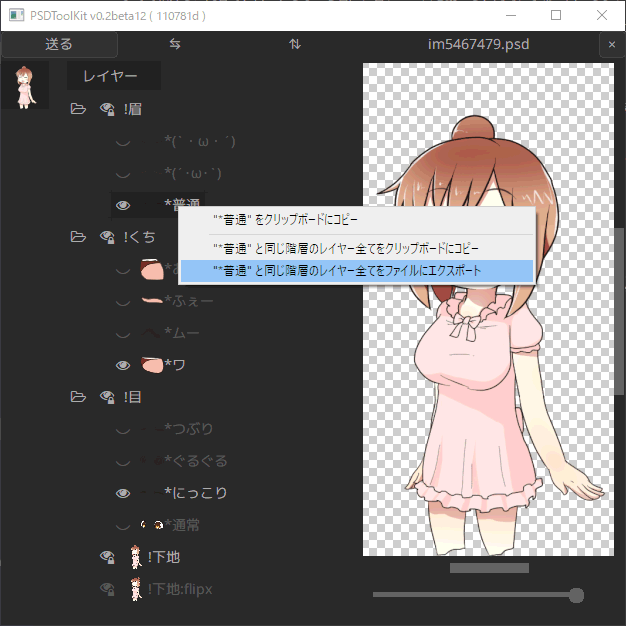 PSDToolKit v0.2beta12 ( 110781d )
送る
im5467479.psd
レイヤー
!眉
*(´・ω・`)
*(`・ω・´)
*普通
"*普通" をクリップボードにコピー
"*普通" と同じ階層のレイヤー全てをクリップボードにコピー
"*普通" と同じ階層のレイヤー全てをファイルにエクスポート
!くち
*ふぇー
*ムー
*ワ
!目
*つぶり
*ぐるぐる
*にっこり
*通常
!下地
!下地:flipx